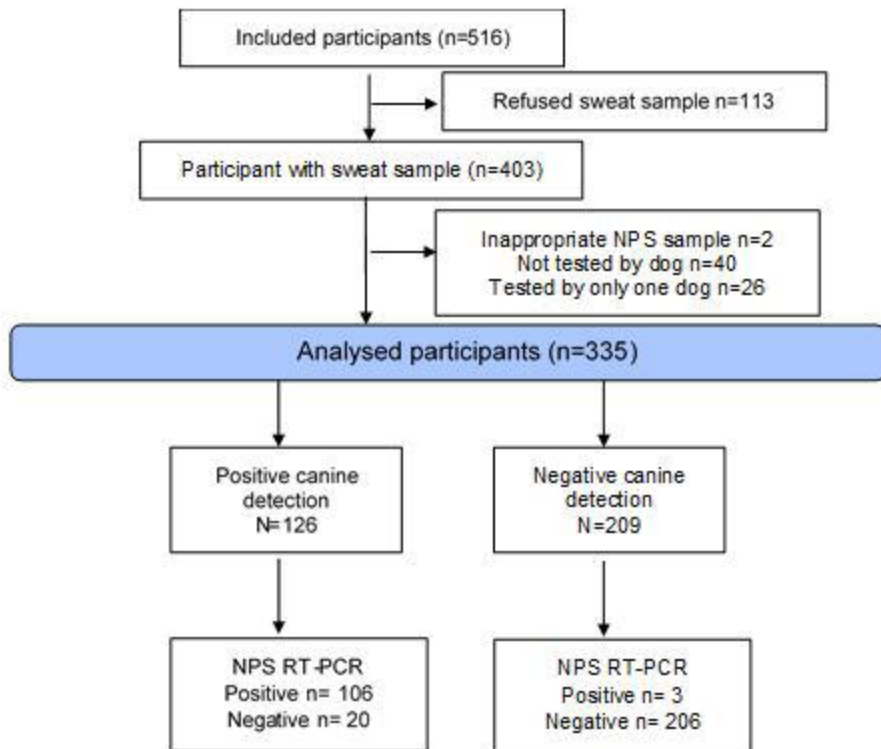 Included participants (n=516)
Refused sweat sample n=113
Participant with sweat sample (n=403)
Inappropriate NPS sample n=2
Not tested by dog n=40
Tested by only one dog n=26
Analysed participants (n=335)
Positive canine
detection
N=126
Negative canine
detection
N=209
NPS RT-PCR
Positive n= 106
Negative n= 20
NPS RT-PCR
Positive n= 3
Negative n= 206